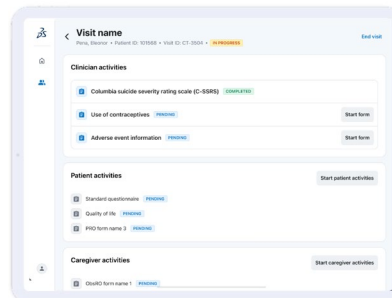 Visit name
End visit
Pena, Eleanor • Patient ID: 101568 • Visit ID: CT-3504 • IN PROGRESS
Clinician activities
Columbia suicide severity rating scale (C-SSRS) COMPLETED
Use of contraceptives PENDING Start form
Adverse event information PENDING Start form
Patient activities
Start patient activities
Standard questionnaire PENDING
Quality of life PENDING
PRO form name 3 PENDING
Caregiver activities
Start caregiver activities
ObsRO form name 1 PENDING